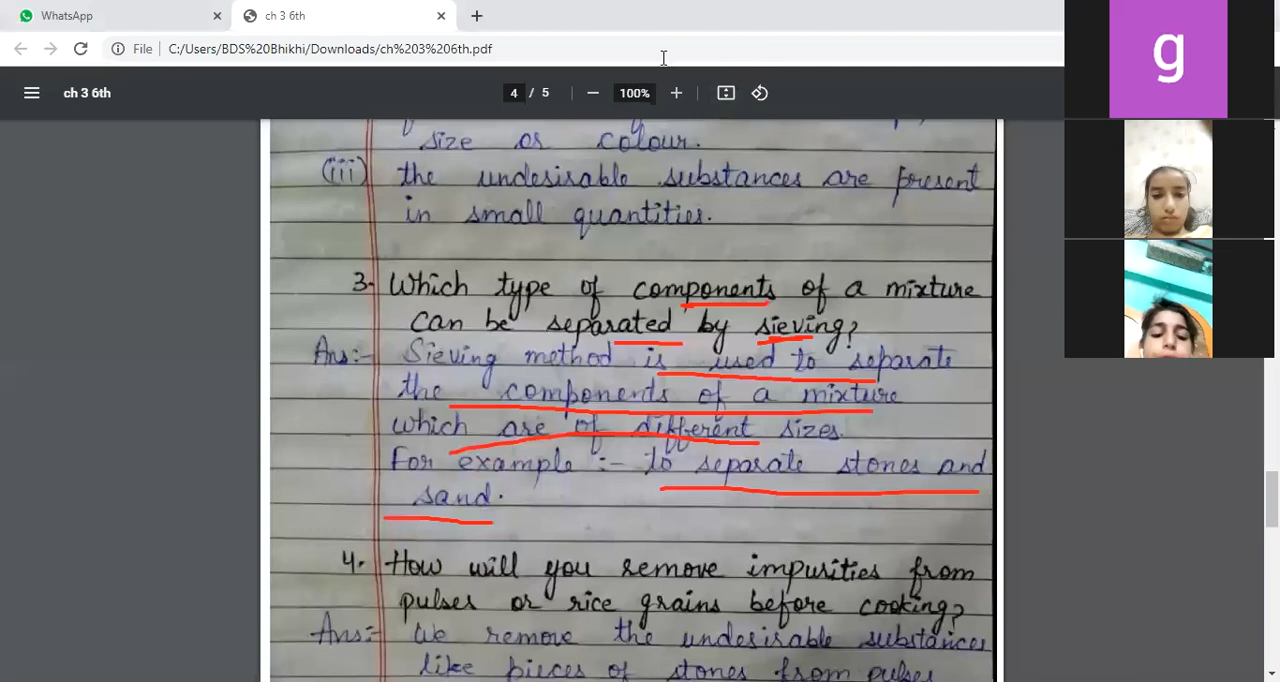 WhatsApp
ch 3 6th
File C:/Users/BDS%20Bhikhi/Downloads/ch%203%206th.pdf
ch 3 6th
4 / 5
100%
g
size or colour.
(iii) the undesirable substances are present
in small quantities.
3. Which type of components of a mixture
can be separated by sieving?
Ans:- Sieving method is used to separate
the components of a mixture
which are of different sizes.
For example :- to separate stones and
sand.
4. How will you remove impurities from
pulses or rice grains before cooking?
Ans:- We remove the undesirable substances
like pieces of stones from pulses